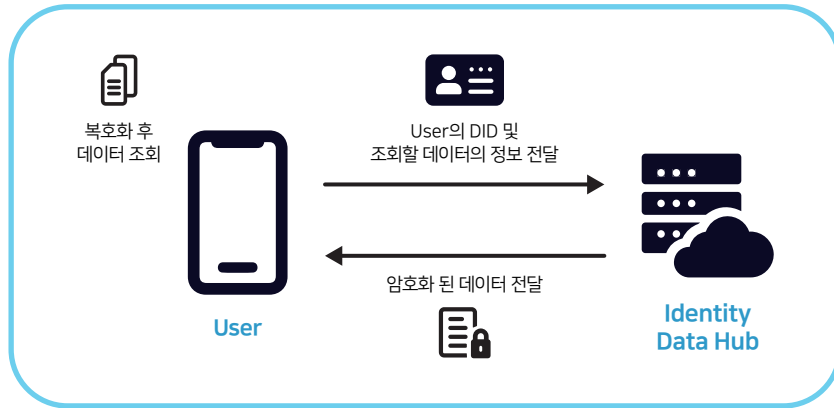 복호화 후
데이터 조회
User의 DID 및
조회할 데이터의 정보 전달
암호화 된 데이터 전달
User
Identity
Data Hub